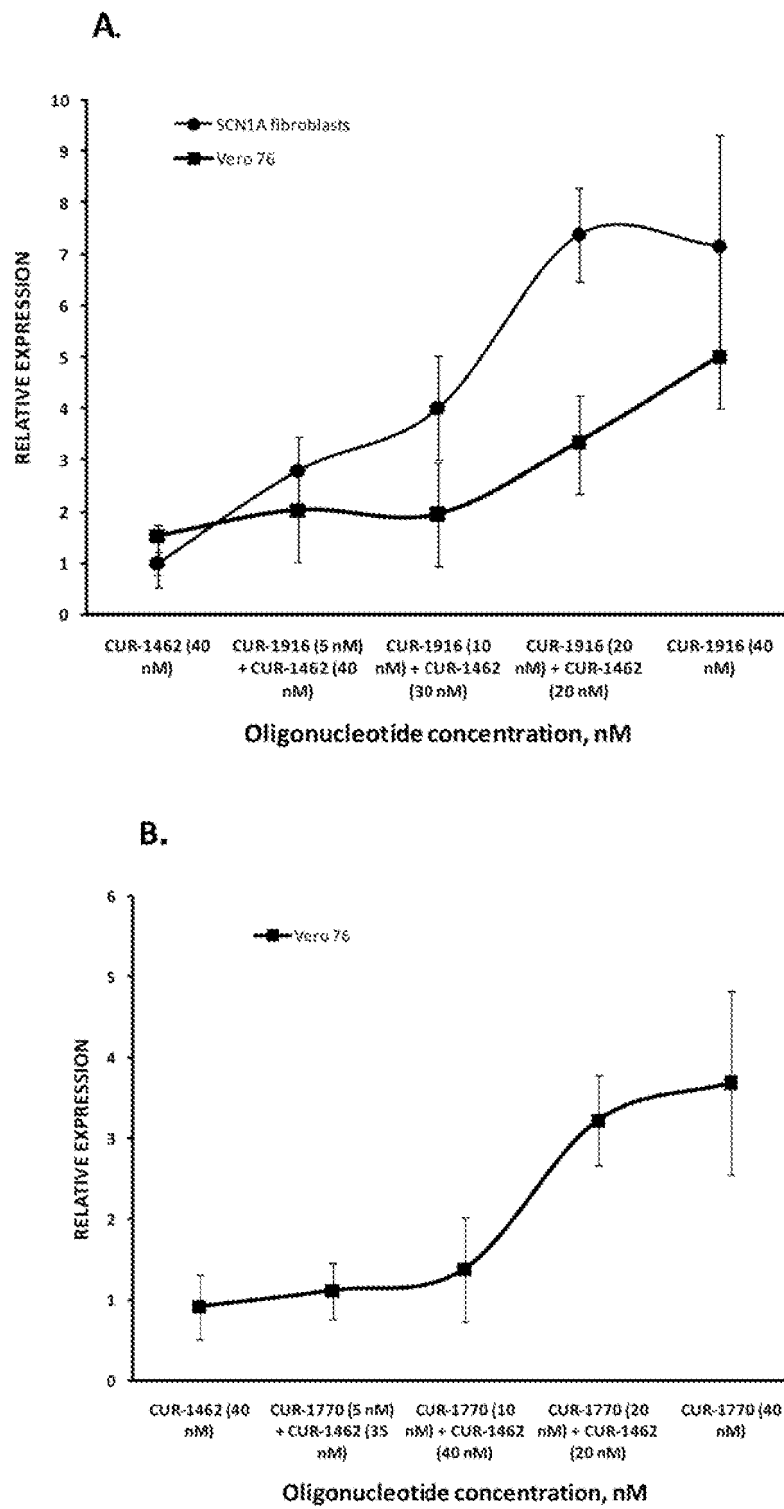 A.
10
9
8
7
6
5
4
3
2
1
0
RELATIVE EXPRESSION
SCN1A fibroblasts
Vero 76
CUR-1462 (40
nM)
CUR-1916 (5 nM)
+ CUR-1462 (40
nM)
CUR-1916 (10
nM) + CUR-1462
(30 nM)
CUR-1916 (20
nM) + CUR-1462
(20 nM)
CUR-1916 (40
nM)
Oligonucleotide concentration, nM
B.
6
5
4
3
2
1
0
RELATIVE EXPRESSION
Vero 76
CUR-1462 (40
nM)
CUR-1770 (5 nM)
+ CUR-1462 (35
nM)
CUR-1770 (10
nM) + CUR-1462
(40 nM)
CUR-1770 (20
nM) + CUR-1462
(20 nM)
CUR-1770 (40
nM)
Oligonucleotide concentration, nM